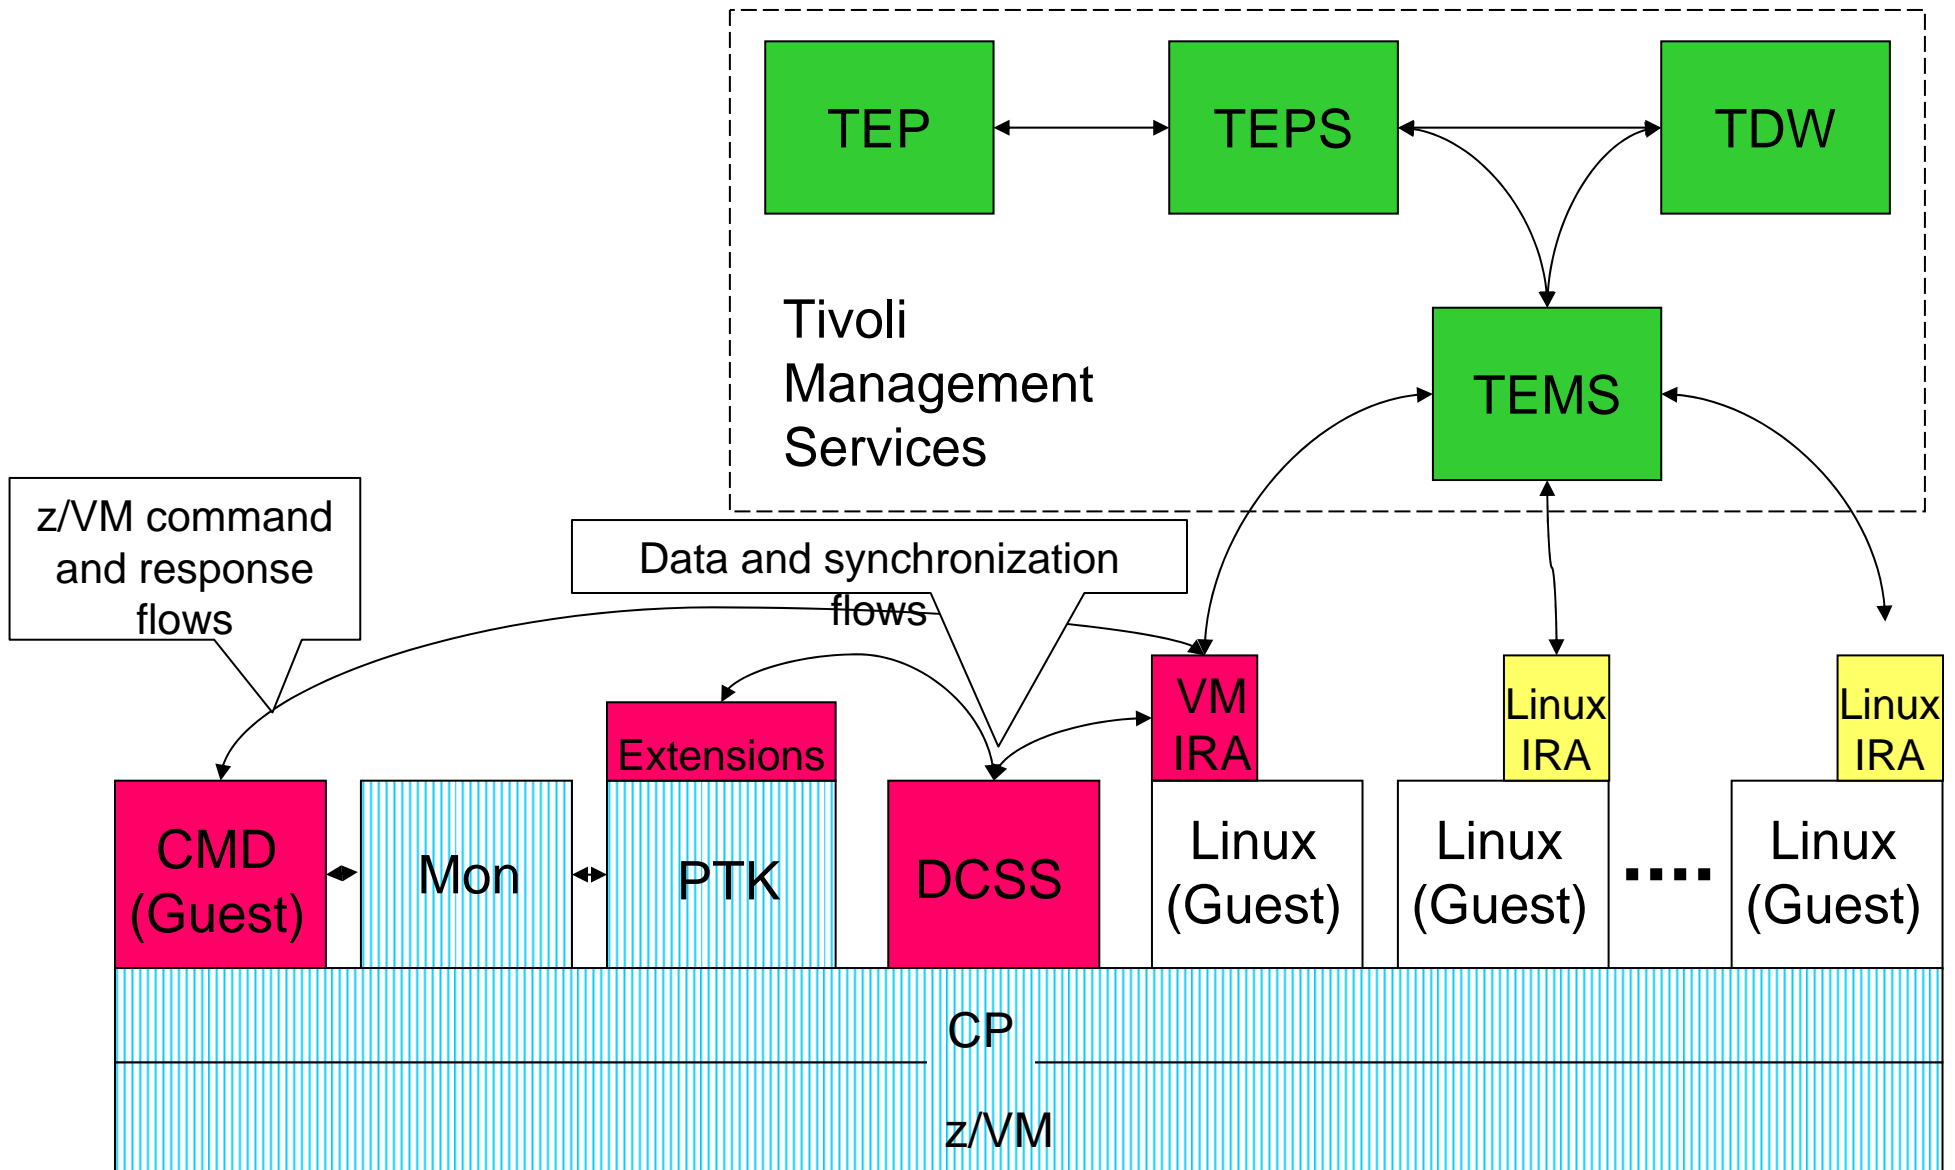 TEP
TEPS
TDW
Tivoli
Management
Services
TEMS
z/VM command
and response
flows
Data and synchronization
flows
VM
IRA
Linux
IRA
Linux
IRA
Extensions
CMD
(Guest)
Mon
PTK
DCSS
Linux
(Guest)
Linux
(Guest)
....
Linux
(Guest)
CP
z/VM